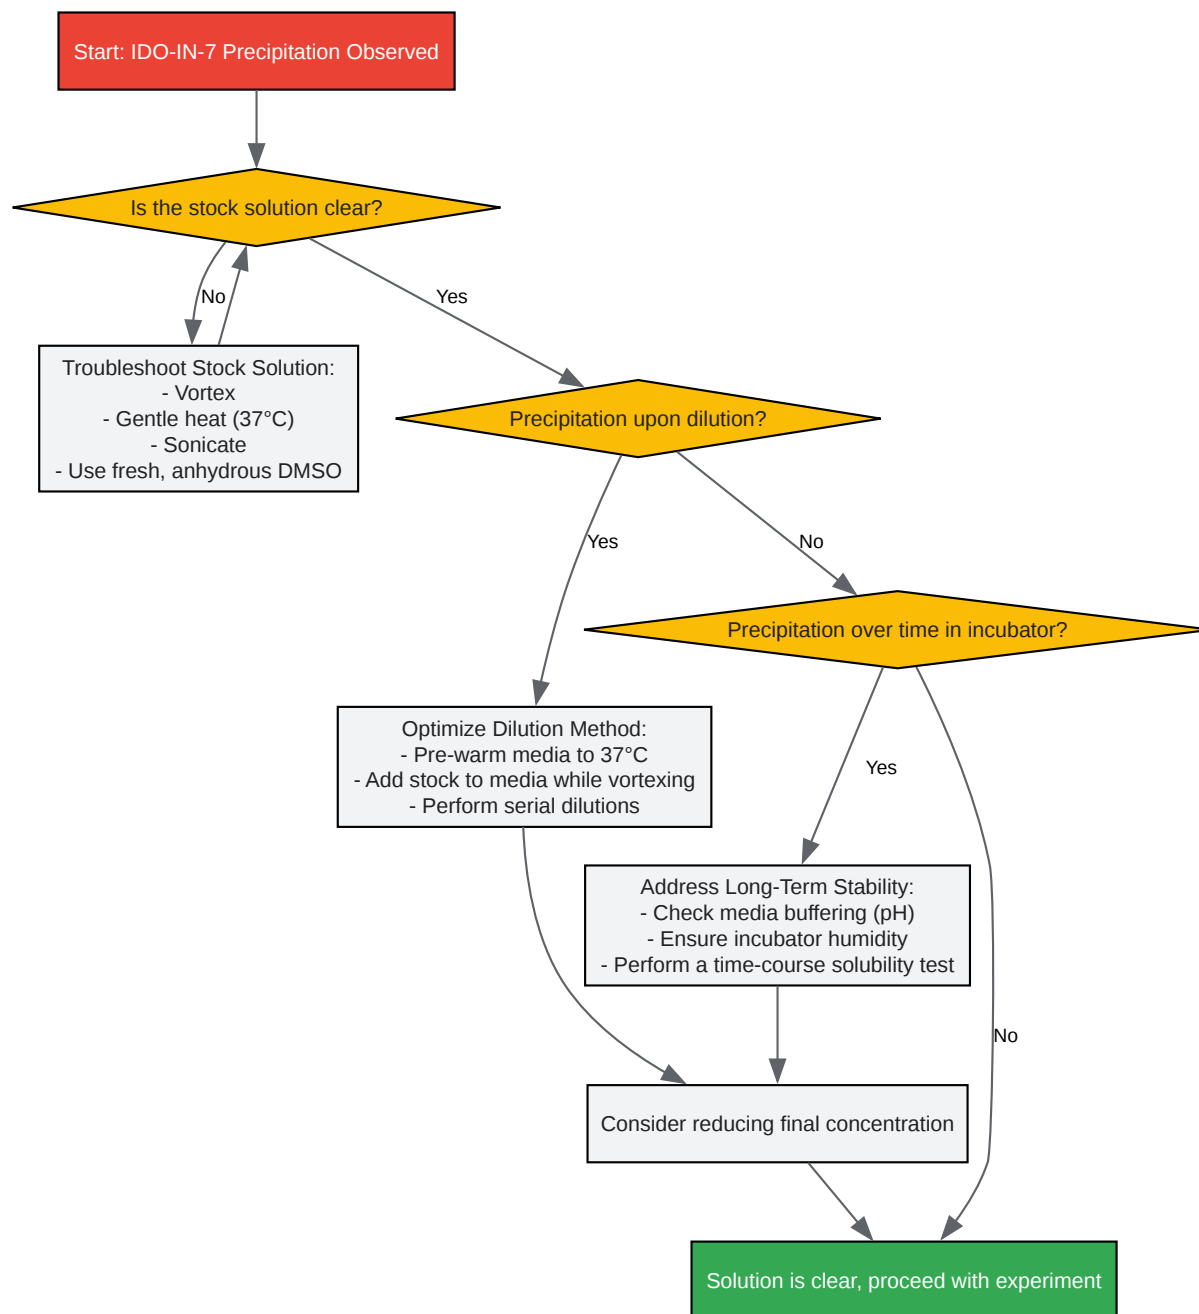 Start: IDO-IN-7 Precipitation Observed
Is the stock solution clear?
No
Yes
Troubleshoot Stock Solution:
- Vortex
- Gentle heat (37°C)
- Sonicate
- Use fresh, anhydrous DMSO
Precipitation upon dilution?
Yes
No
Precipitation over time in incubator?
Optimize Dilution Method:
- Pre-warm media to 37°C
- Add stock to media while vortexing
- Perform serial dilutions
Yes
Address Long-Term Stability:
- Check media buffering (pH)
- Ensure incubator humidity
- Perform a time-course solubility test
No
Consider reducing final concentration
Solution is clear, proceed with experiment